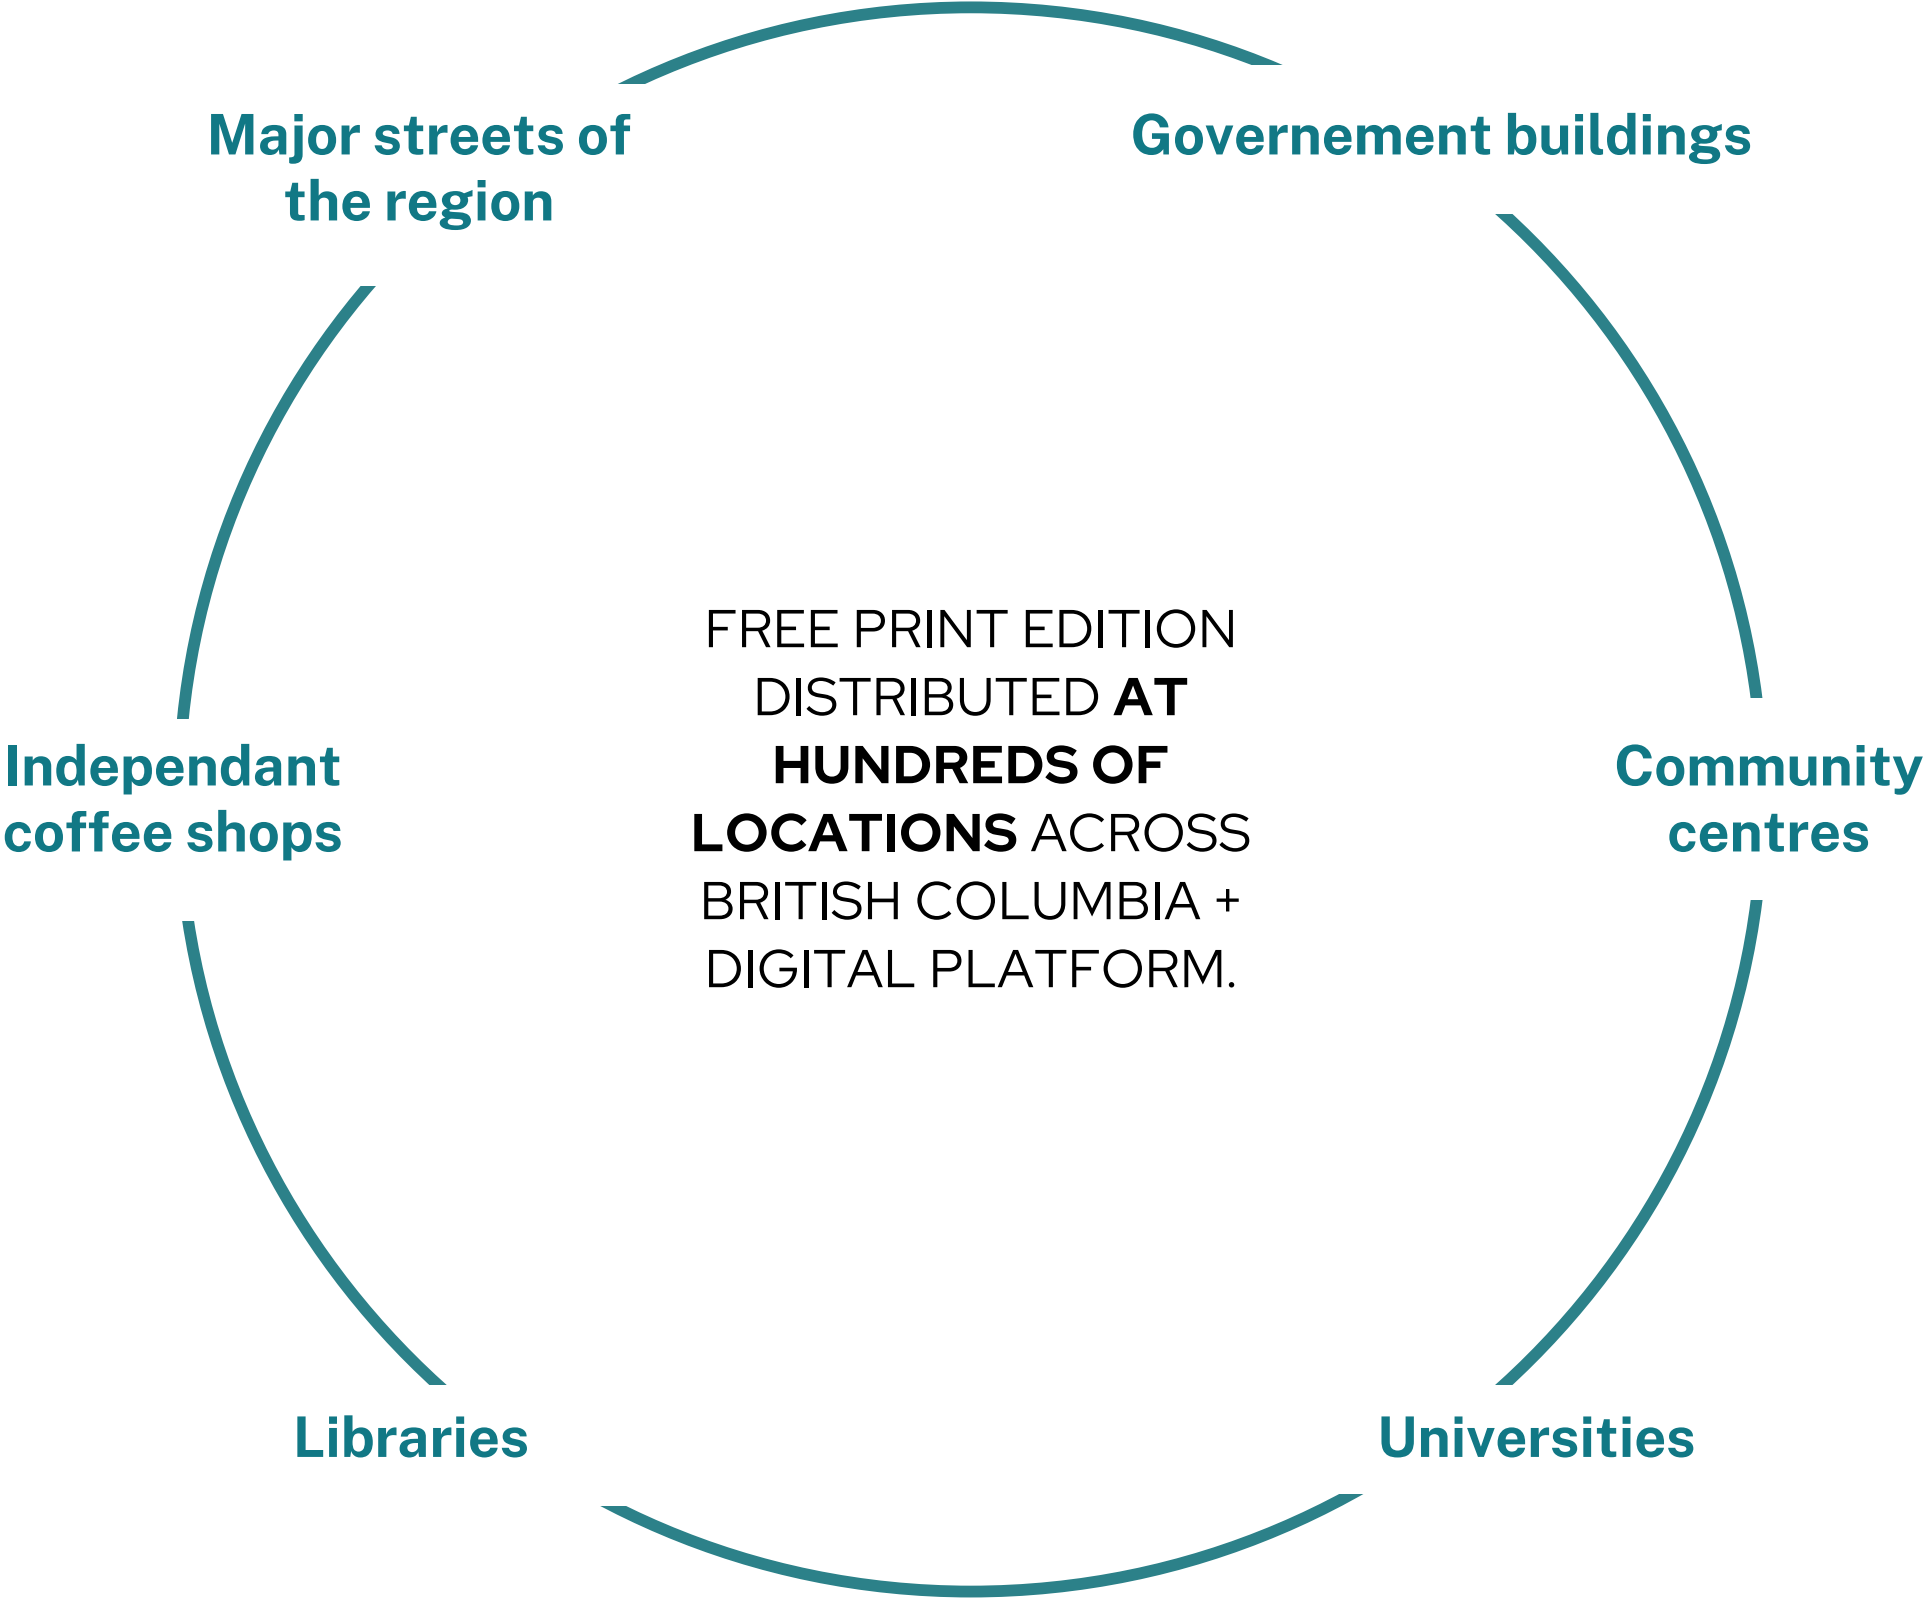 Major streets of
the region
Governement buildings
FREE PRINT EDITION
DISTRIBUTED AT
HUNDREDS OF
LOCATIONS ACROSS
BRITISH COLUMBIA +
DIGITAL PLATFORM.
Independant
coffee shops
Community
centres
Libraries
Universities